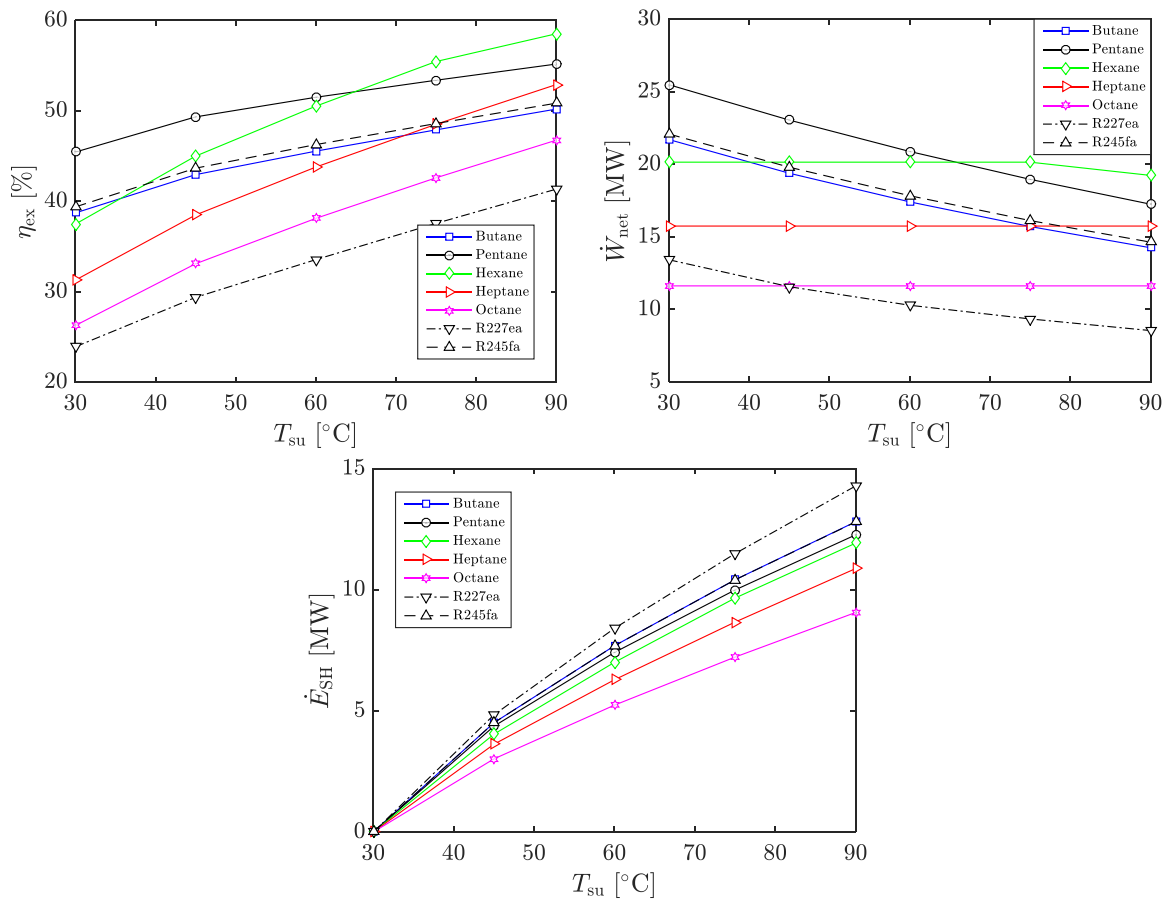 60
50
40
30
20
η_ex [%]
30 40 50 60 70 80 90
T_su [°C]
Butane
Pentane
Hexane
Heptane
Octane
R227ea
R245fa
30
25
20
15
10
5
Ẇ_net [MW]
30 40 50 60 70 80 90
T_su [°C]
Butane
Pentane
Hexane
Heptane
Octane
R227ea
R245fa
15
10
5
0
Ė_SH [MW]
30 40 50 60 70 80 90
T_su [°C]
Butane
Pentane
Hexane
Heptane
Octane
R227ea
R245fa